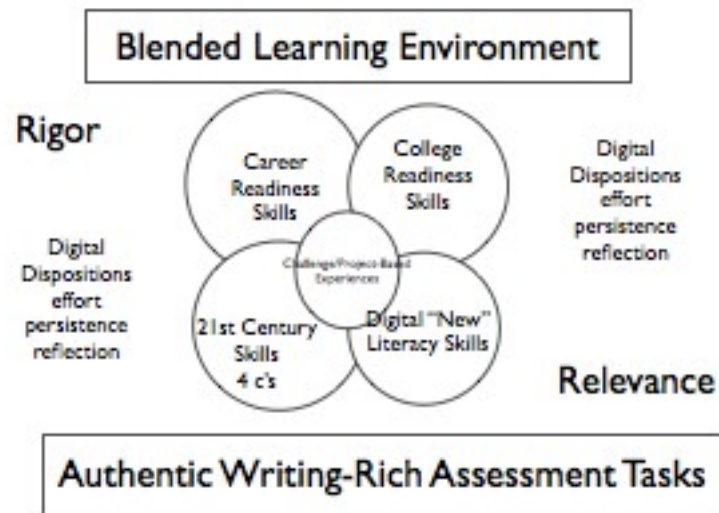 Blended Learning Environment
Rigor
Career
Readiness
Skills
College
Readiness
Skills
Digital
Dispositions
effort
persistence
reflection
Challenge/Project-Based
Experiences
Digital
Dispositions
effort
persistence
reflection
21st Century
Skills
4 c's
Digital "New"
Literacy Skills
Relevance
Authentic Writing-Rich Assessment Tasks